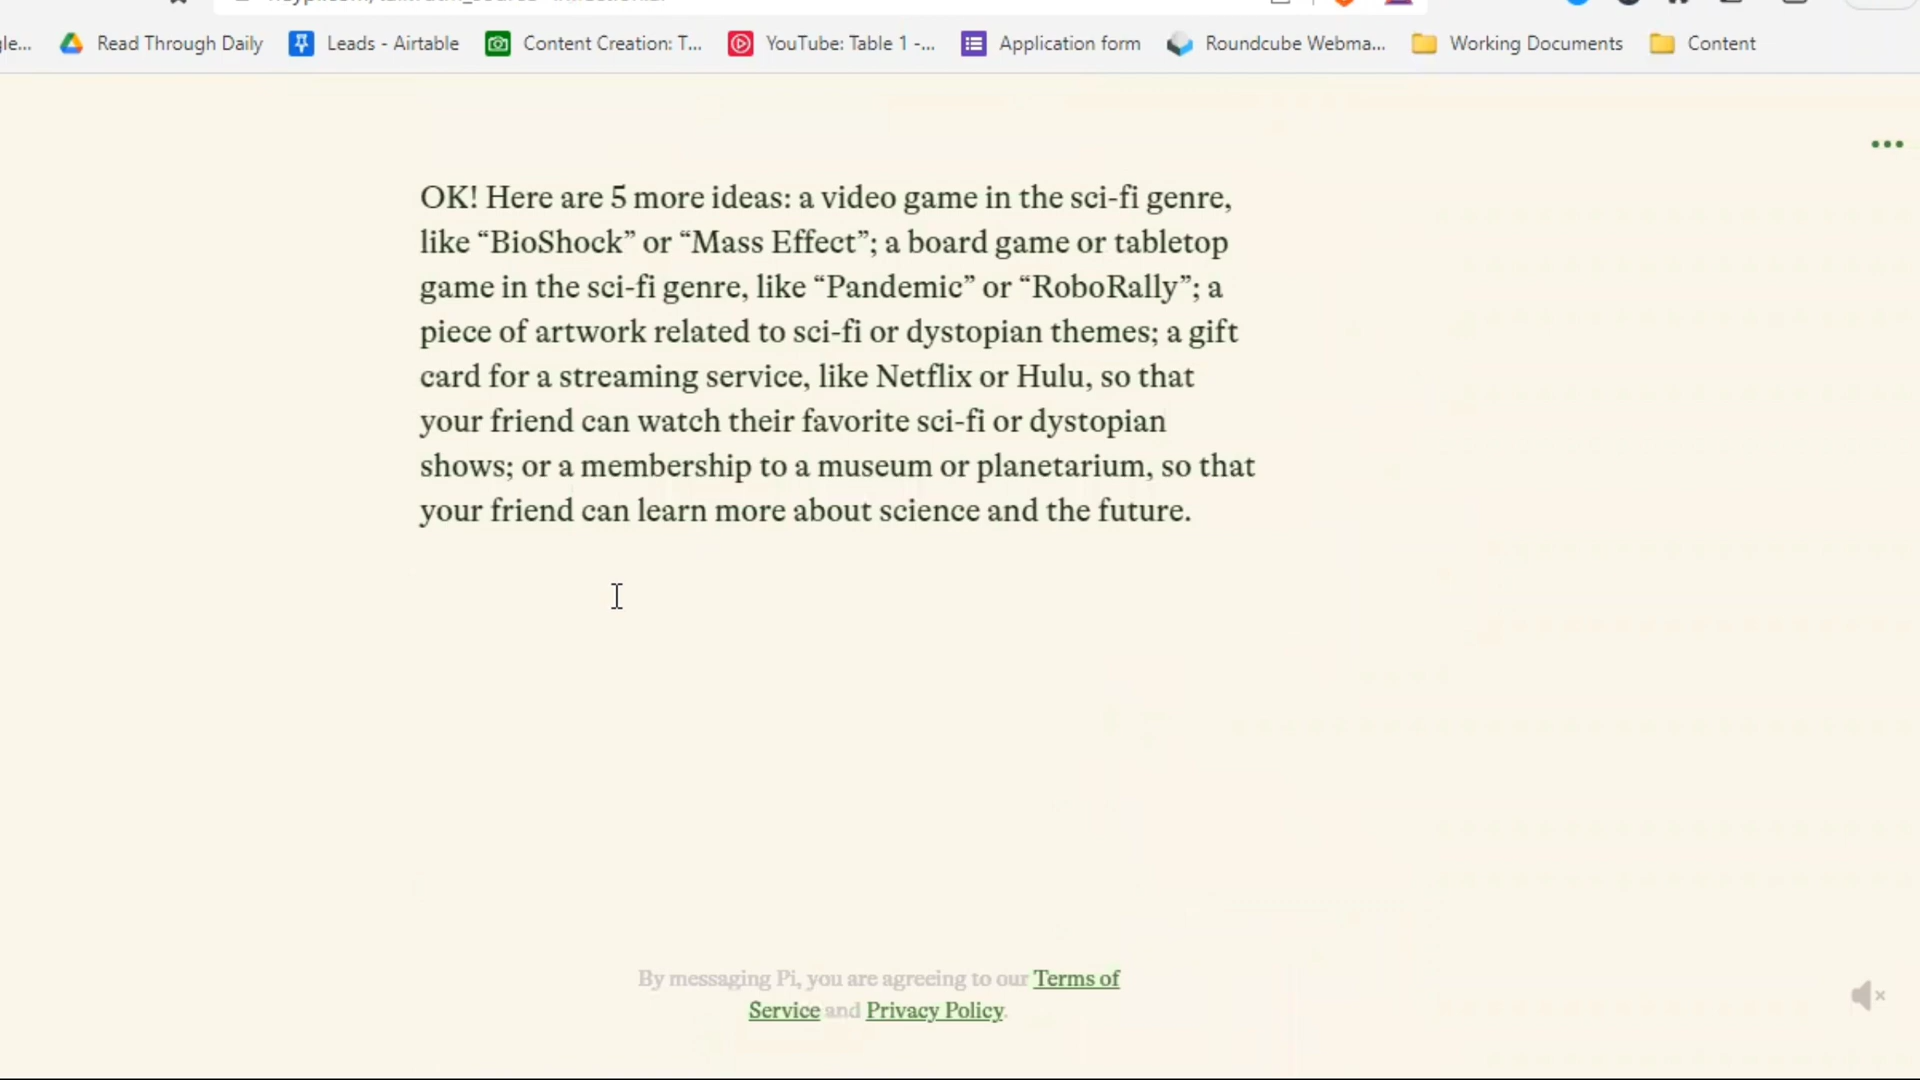 Read Through Daily Leads - Airtable Content Creation: T... YouTube: Table 1 -... Application form Roundcube Webma... Working Documents Content
OK! Here are 5 more ideas: a video game in the sci-fi genre,
like “BioShock” or “Mass Effect”; a board game or tabletop
game in the sci-fi genre, like “Pandemic” or “RoboRally”; a
piece of artwork related to sci-fi or dystopian themes; a gift
card for a streaming service, like Netflix or Hulu, so that
your friend can watch their favorite sci-fi or dystopian
shows; or a membership to a museum or planetarium, so that
your friend can learn more about science and the future.
By messaging Pi, you are agreeing to our Terms of
Service and Privacy Policy.